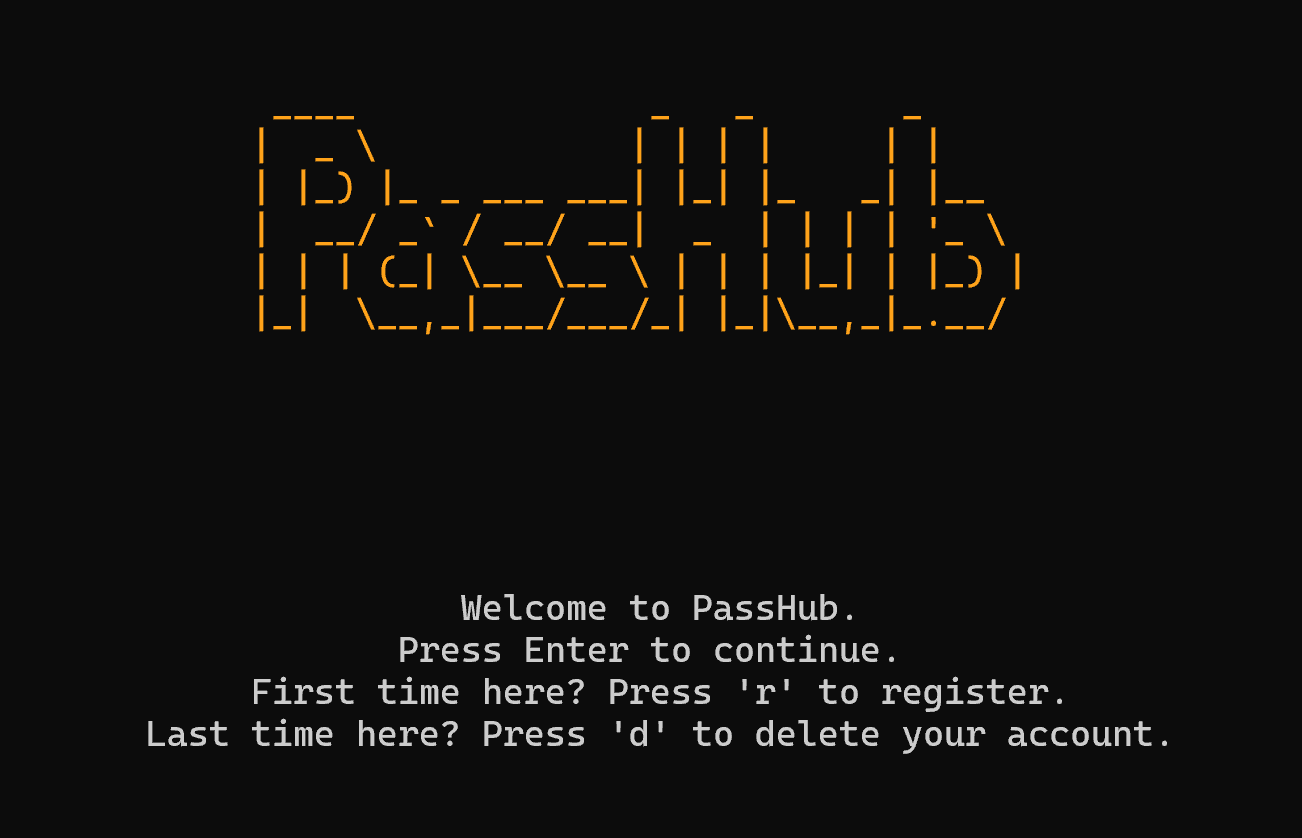 PassHub
Welcome to PassHub.
Press Enter to continue.
First time here? Press 'r' to register.
Last time here? Press 'd' to delete your account.